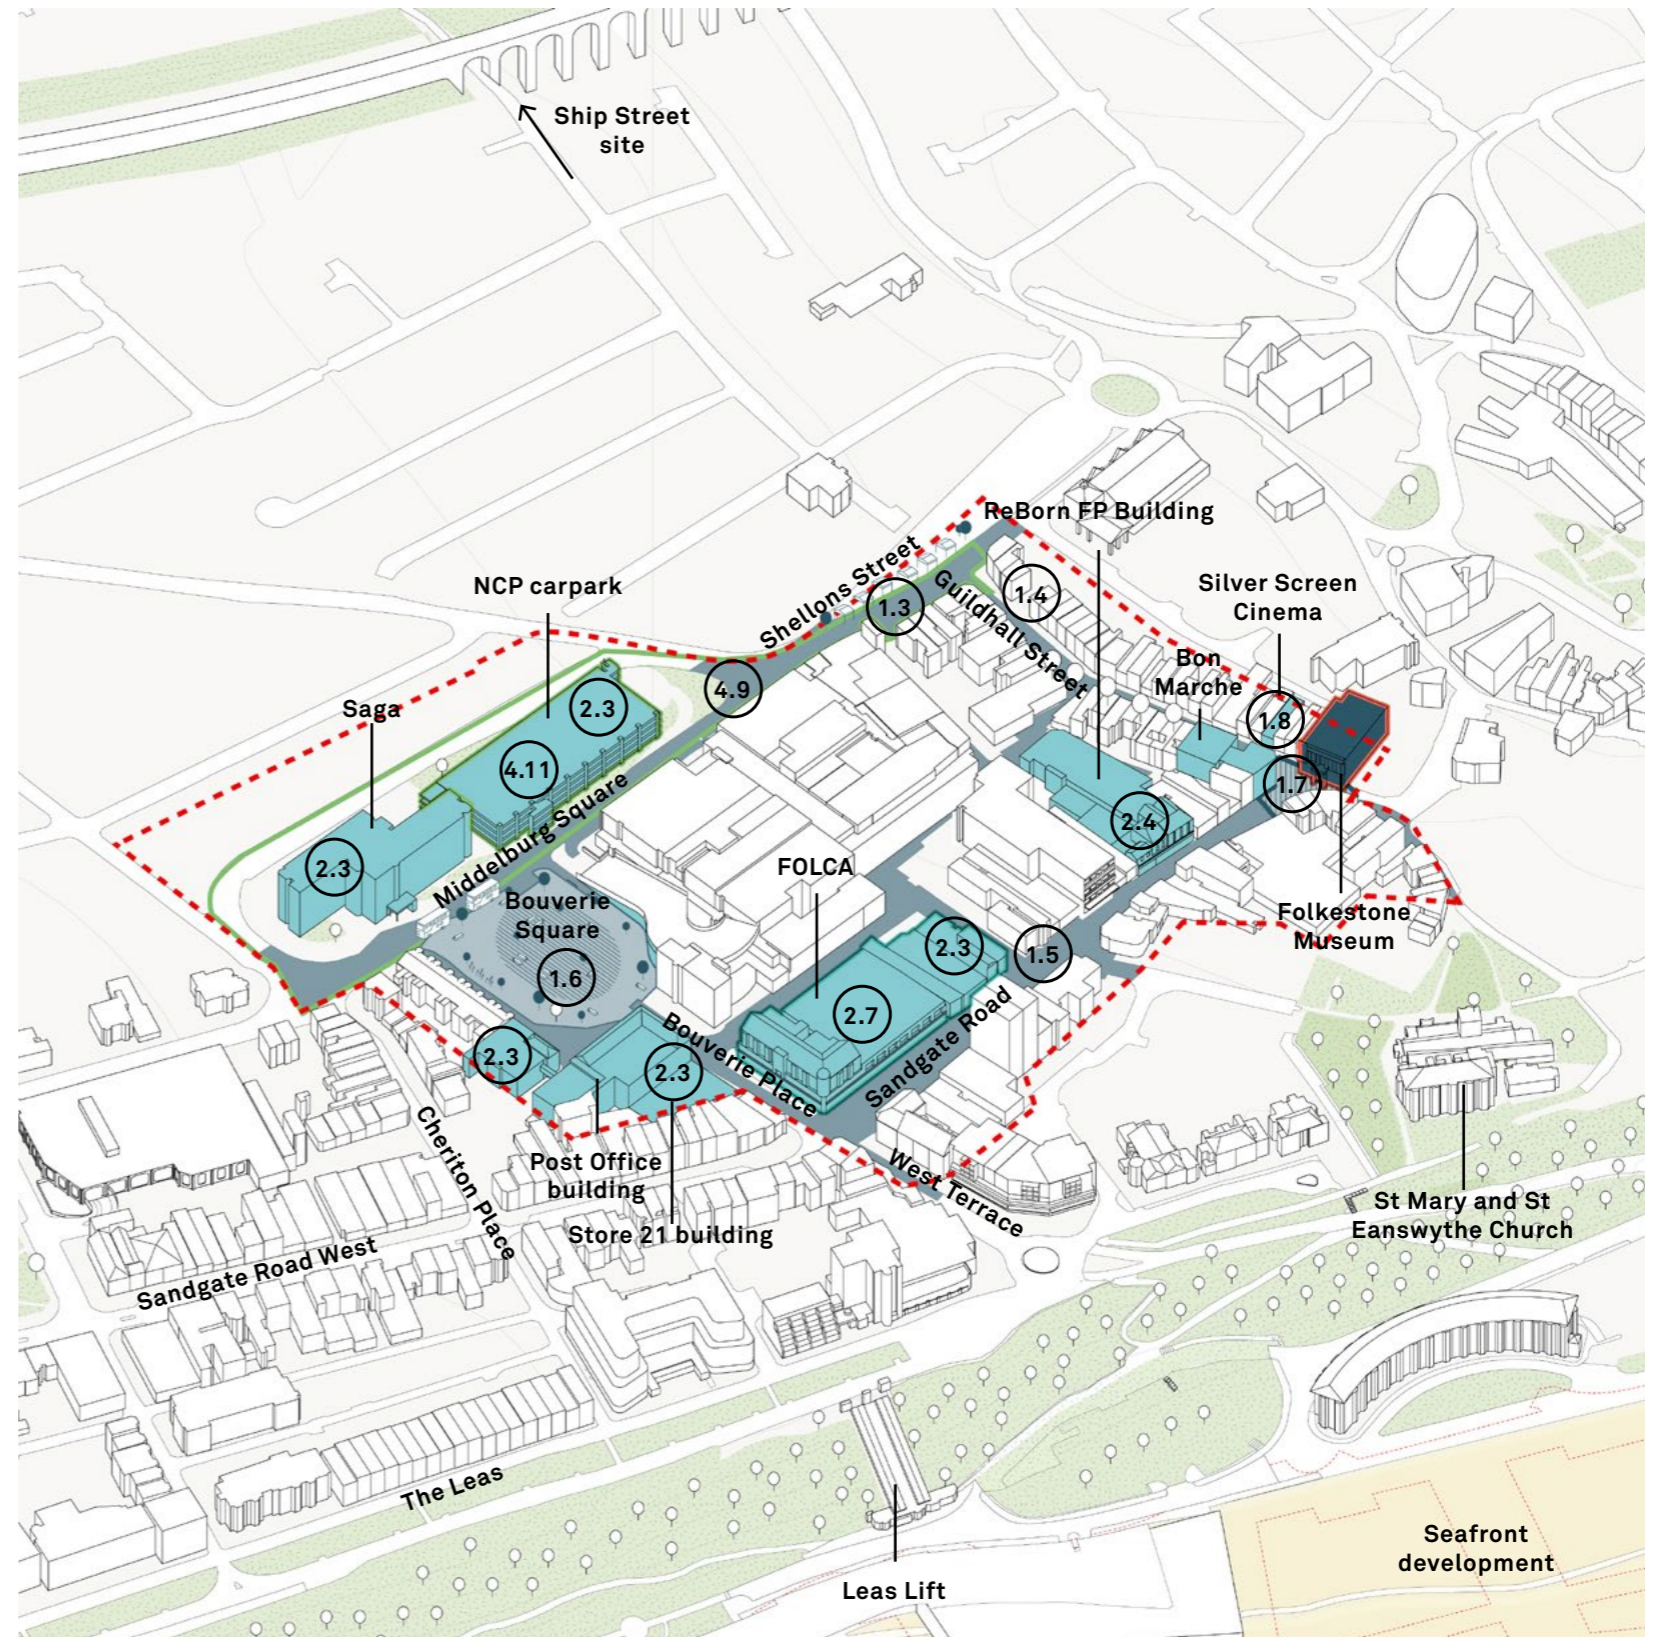 Ship Street
site
ReBorn FP Building
Shellons Street
NCP carpark
Silver Screen
Cinema
1.3
Guildhall Street
1.4
Bon
Marche
Saga
4.9
2.3
1.8
4.11
1.7
Middelburg Square
2.4
2.3
FOLCA
Bouverie
Square
Folkestone
Museum
2.3
1.5
1.6
2.7
Sandgate Road
2.3
2.3
Bouverie Place
Cheriton Place
Post Office
building
West Terrace
St Mary and St
Eanswythe Church
Store 21 building
Sandgate Road West
The Leas
Seafront
development
Leas Lift